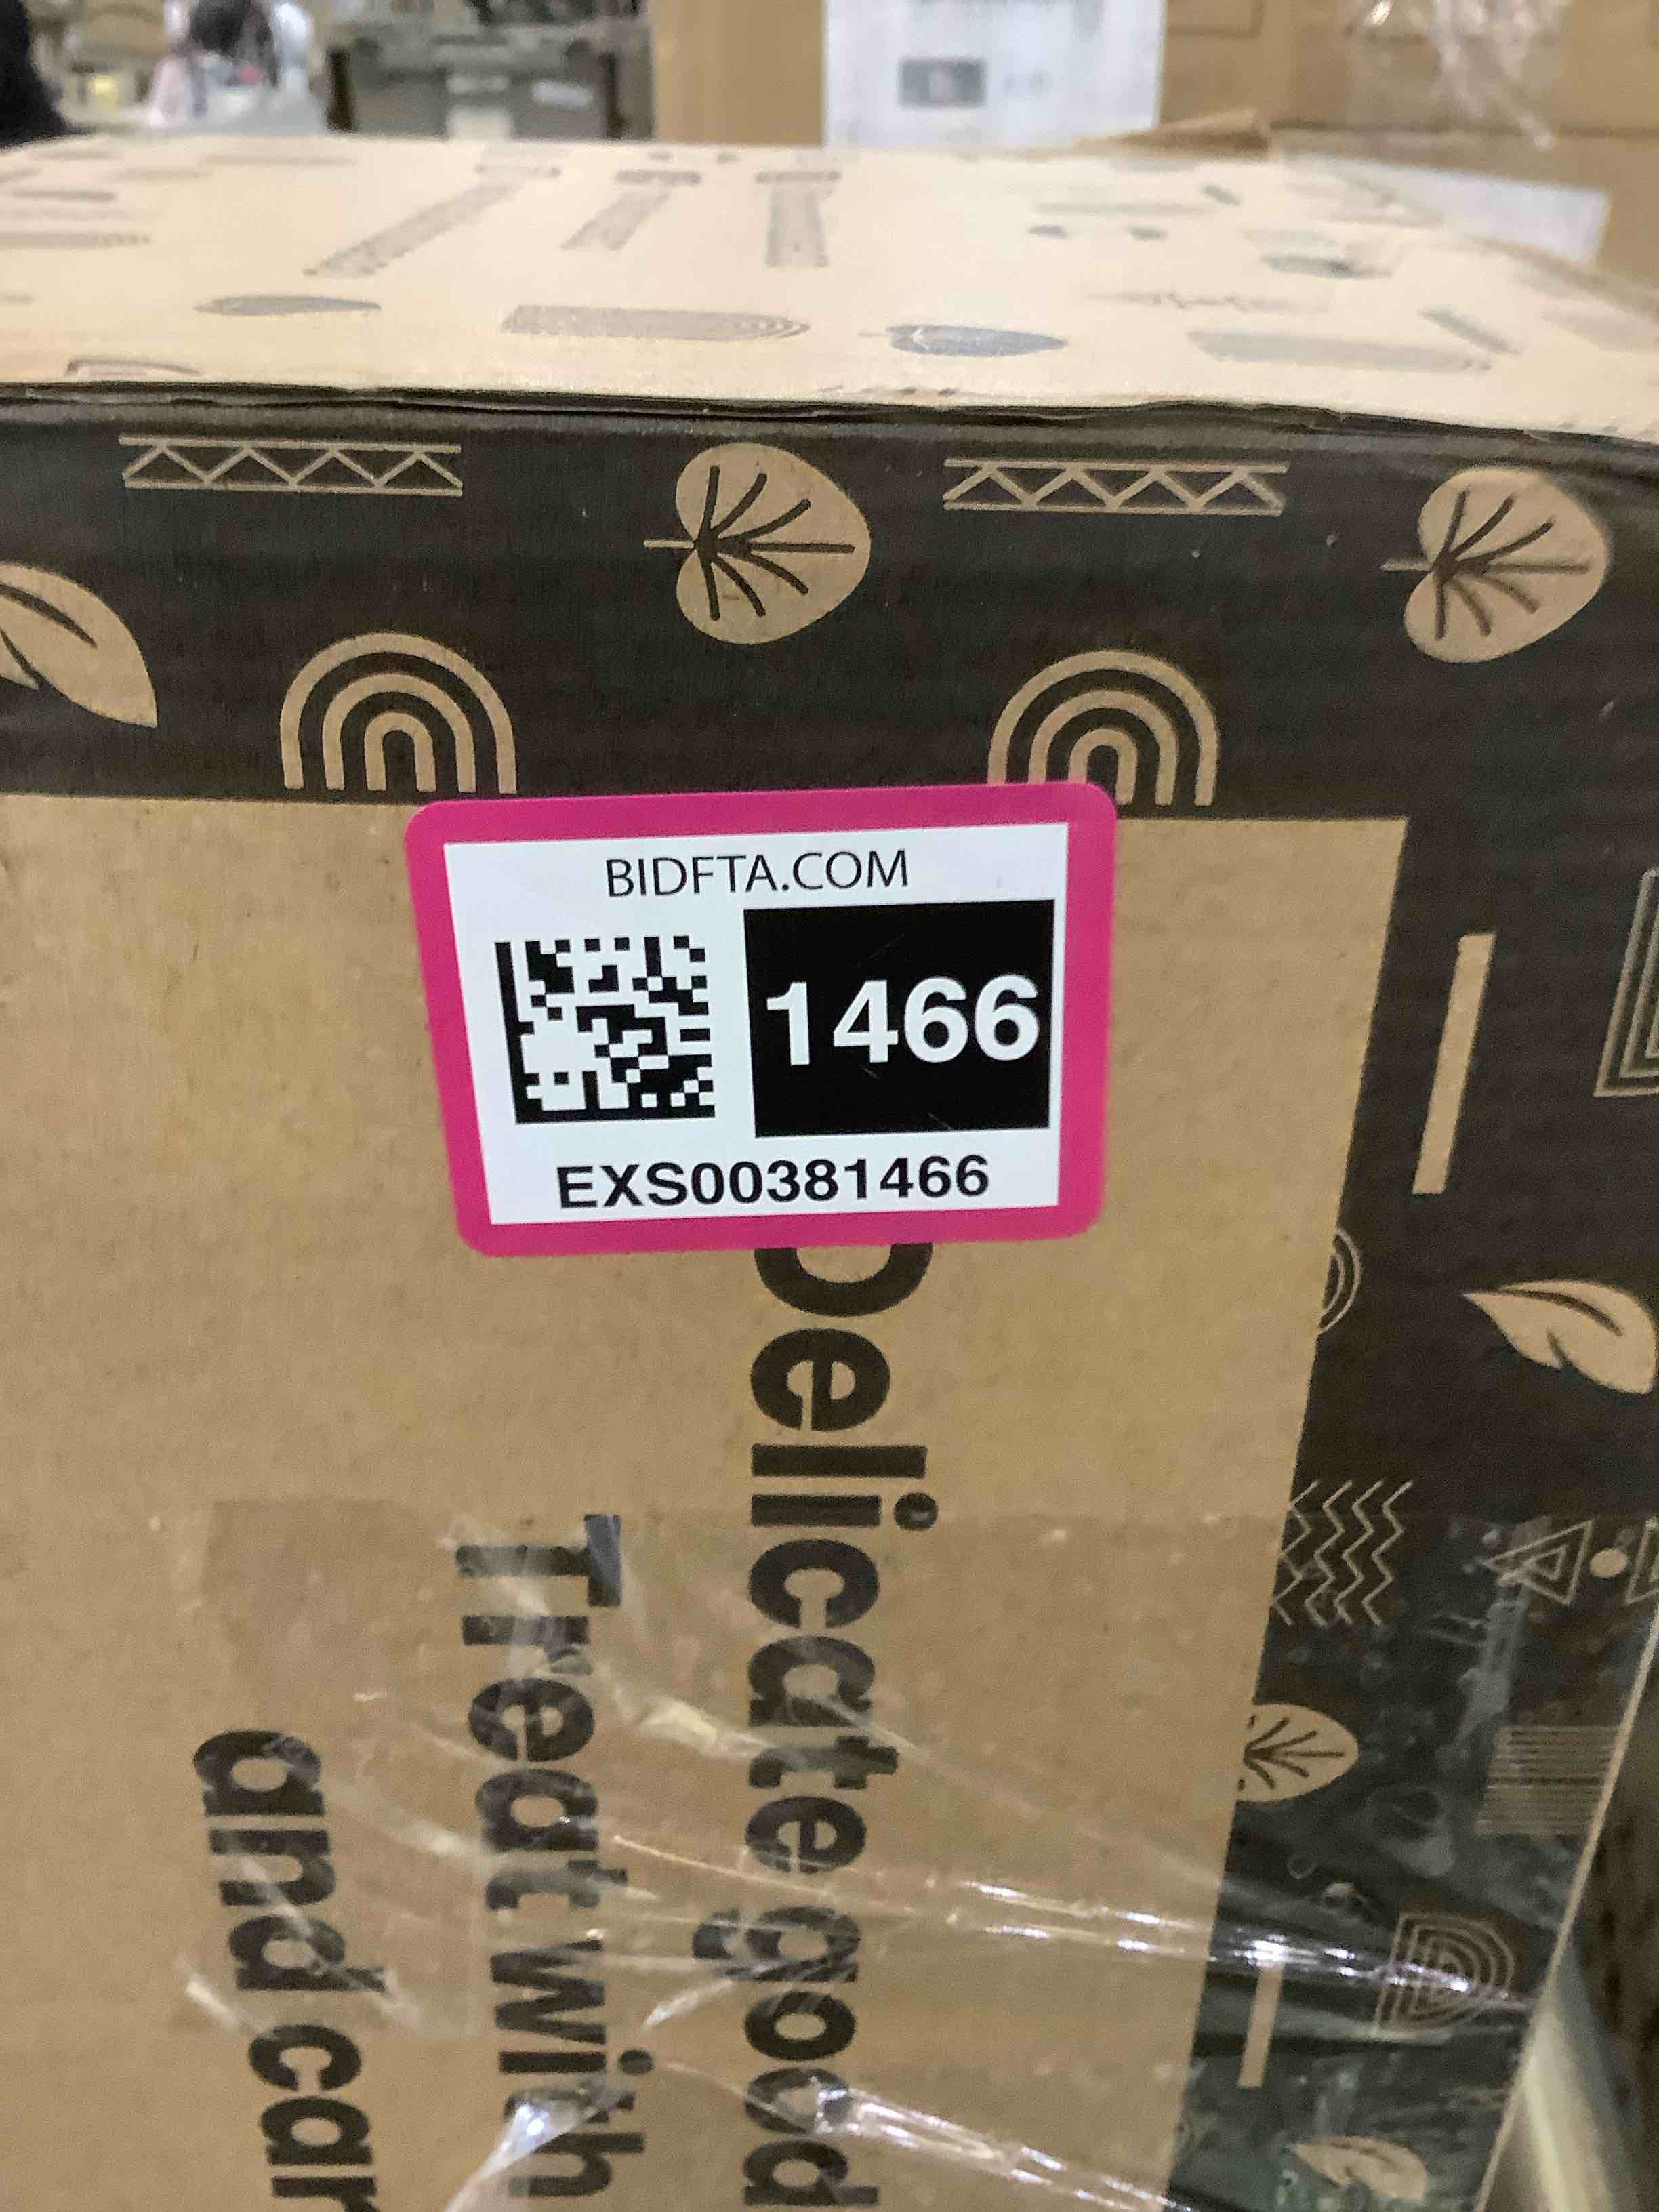 BIDFTA.COM
1466
EXS00381466
Delicate good
Treat with
and car